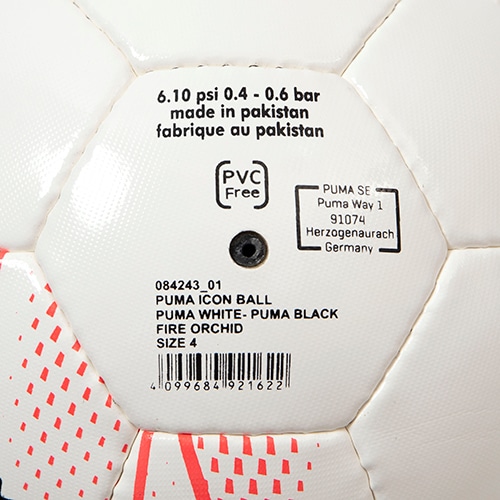 6.10 psi 0.4 - 0.6 bar
made in pakistan
fabrique au pakistan
PVC
Free
PUMA SE
Puma Way 1
91074
Herzogenaurach
Germany
084243_01
PUMA ICON BALL
PUMA WHITE- PUMA BLACK
FIRE ORCHID
SIZE 4
4 099684 921622